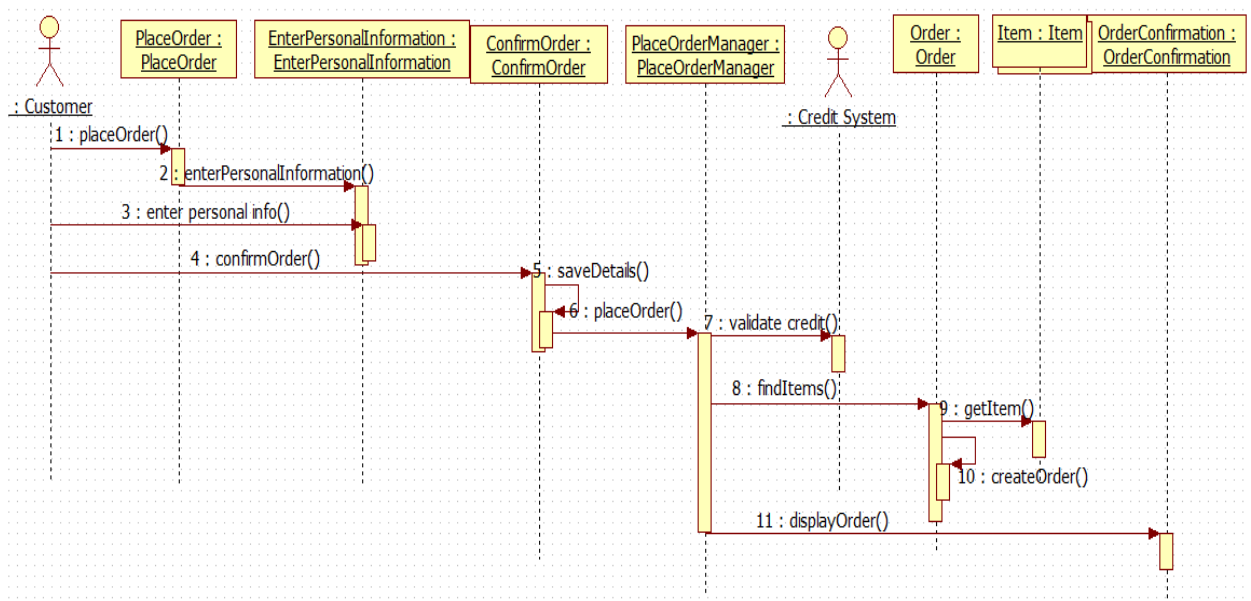 PlaceOrder :
PlaceOrder
EnterPersonalInformation :
EnterPersonalInformation
ConfirmOrder :
ConfirmOrder
PlaceOrderManager :
PlaceOrderManager
Order :
Order
Item : Item
OrderConfirmation :
OrderConfirmation
: Customer
: Credit System
1 : placeOrder()
2 : enterPersonalInformation()
3 : enter personal info()
4 : confirmOrder()
5 : saveDetails()
6 : placeOrder()
7 : validate credit()
8 : findItems()
9 : getItem()
10 : createOrder()
11 : displayOrder()